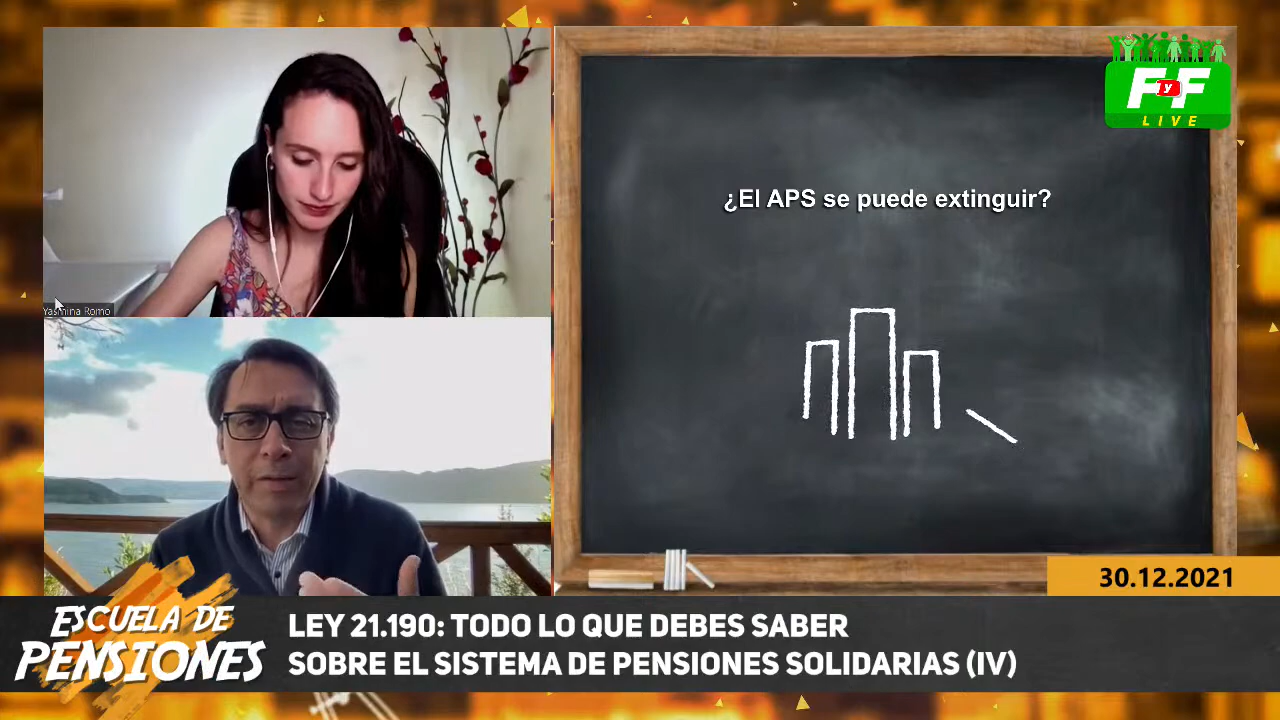 FyF
LIVE
¿El APS se puede extinguir?
Yasmina Romo
30.12.2021
ESCUELA DE
PENSIONES
LEY 21.190: TODO LO QUE DEBES SABER
SOBRE EL SISTEMA DE PENSIONES SOLIDARIAS (IV)